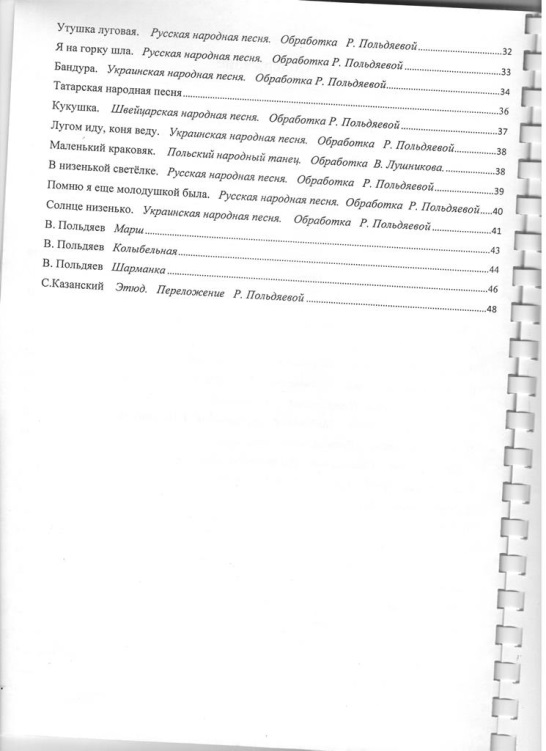 Утушка луговая. Русская народная песня. Обработка Р. Польдяевой.......32
Я на горку шла. Русская народная песня. Обработка Р. Польдяевой.......33
Бандура. Украинская народная песня. Обработка Р. Польдяевой.......34
Татарская народная песня.......36
Кукушка. Швейцарская народная песня. Обработка Р. Польдяевой.......37
Лугом иду, коня веду. Украинская народная песня. Обработка Р. Польдяевой.......38
Маленький краковяк. Польский народный танец. Обработка В. Лушникова.......38
В низенькой светёлке. Русская народная песня. Обработка Р. Польдяевой.......39
Помню я еще молодушкой была. Русская народная песня. Обработка Р. Польдяевой.....40
Солнце низенько. Украинская народная песня. Обработка Р. Польдяевой.......41
В. Польдяев Марш.......43
В. Польдяев Колыбельная.......44
В. Польдяев Шарманка.......46
С.Казанский Этюд. Переложение Р. Польдяевой.......48